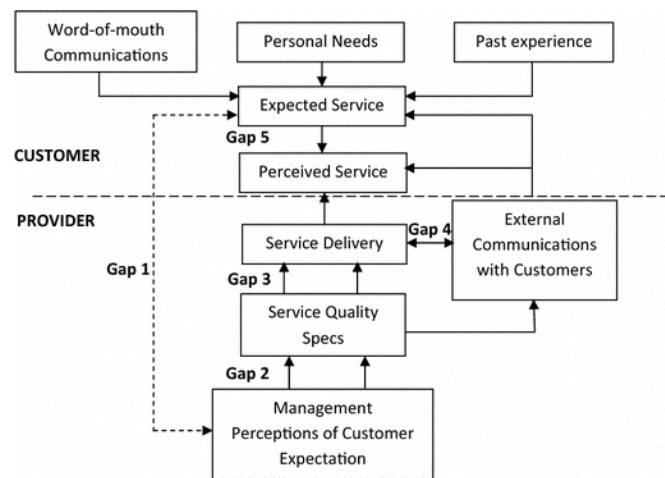 Word-of-mouth
Communications
Personal Needs
Past experience
Expected Service
Gap 5
CUSTOMER
Perceived Service
PROVIDER
Gap 4
External
Communications
with Customers
Service Delivery
Gap 1
Gap 3
Service Quality
Specs
Gap 2
Management
Perceptions of Customer
Expectation